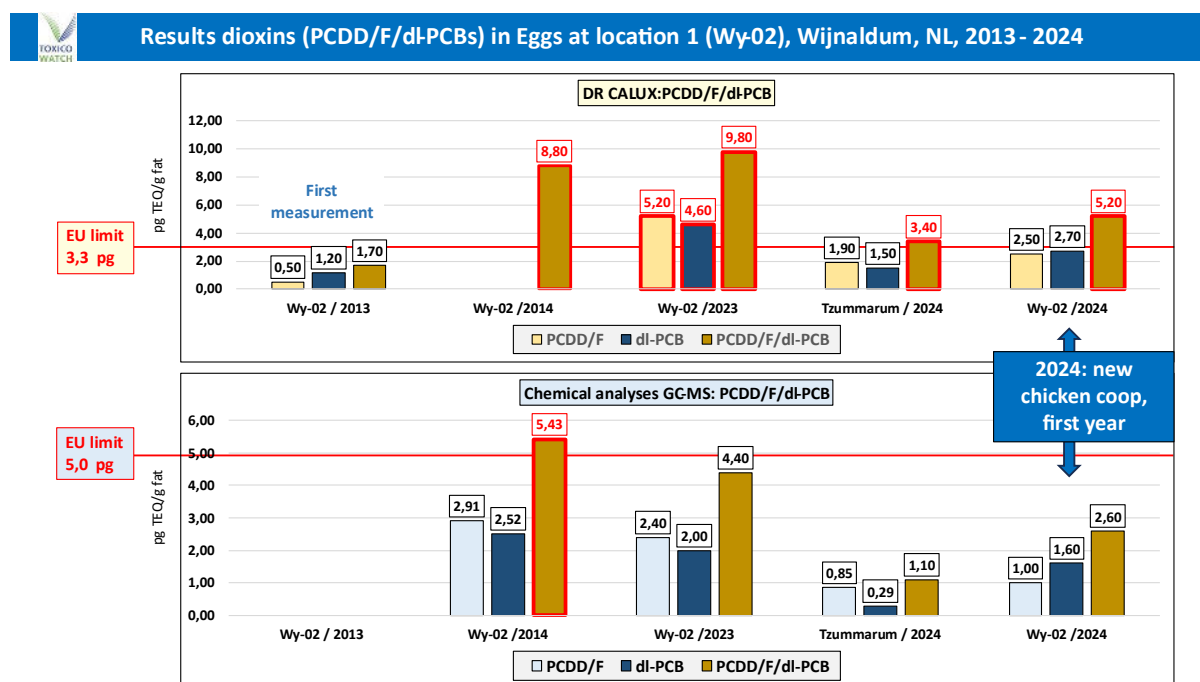 TOXICO
WATCH
Results dioxins (PCDD/F/dl-PCBs) in Eggs at location 1 (Wy-02), Wijnaldum, NL, 2013 - 2024
DR CALUX:PCDD/F/dl-PCB
pg TEQ/g fat
12,00
10,00
8,00
6,00
4,00
2,00
0,00
EU limit
3,3 pg
First
measurement
0,50
1,20
1,70
8,80
5,20
4,60
9,80
1,90
1,50
3,40
2,50
2,70
5,20
Wy-02 / 2013
Wy-02 /2014
Wy-02 /2023
Tzummarum / 2024
Wy-02 /2024
PCDD/F
dl-PCB
PCDD/F/dl-PCB
2024: new
chicken coop,
first year
Chemical analyses GC-MS: PCDD/F/dl-PCB
pg TEQ/g fat
6,00
5,00
4,00
3,00
2,00
1,00
0,00
EU limit
5,0 pg
2,91
2,52
5,43
2,40
2,00
4,40
0,85
0,29
1,10
1,00
1,60
2,60
Wy-02 / 2013
Wy-02 /2014
Wy-02 /2023
Tzummarum / 2024
Wy-02 /2024
PCDD/F
dl-PCB
PCDD/F/dl-PCB